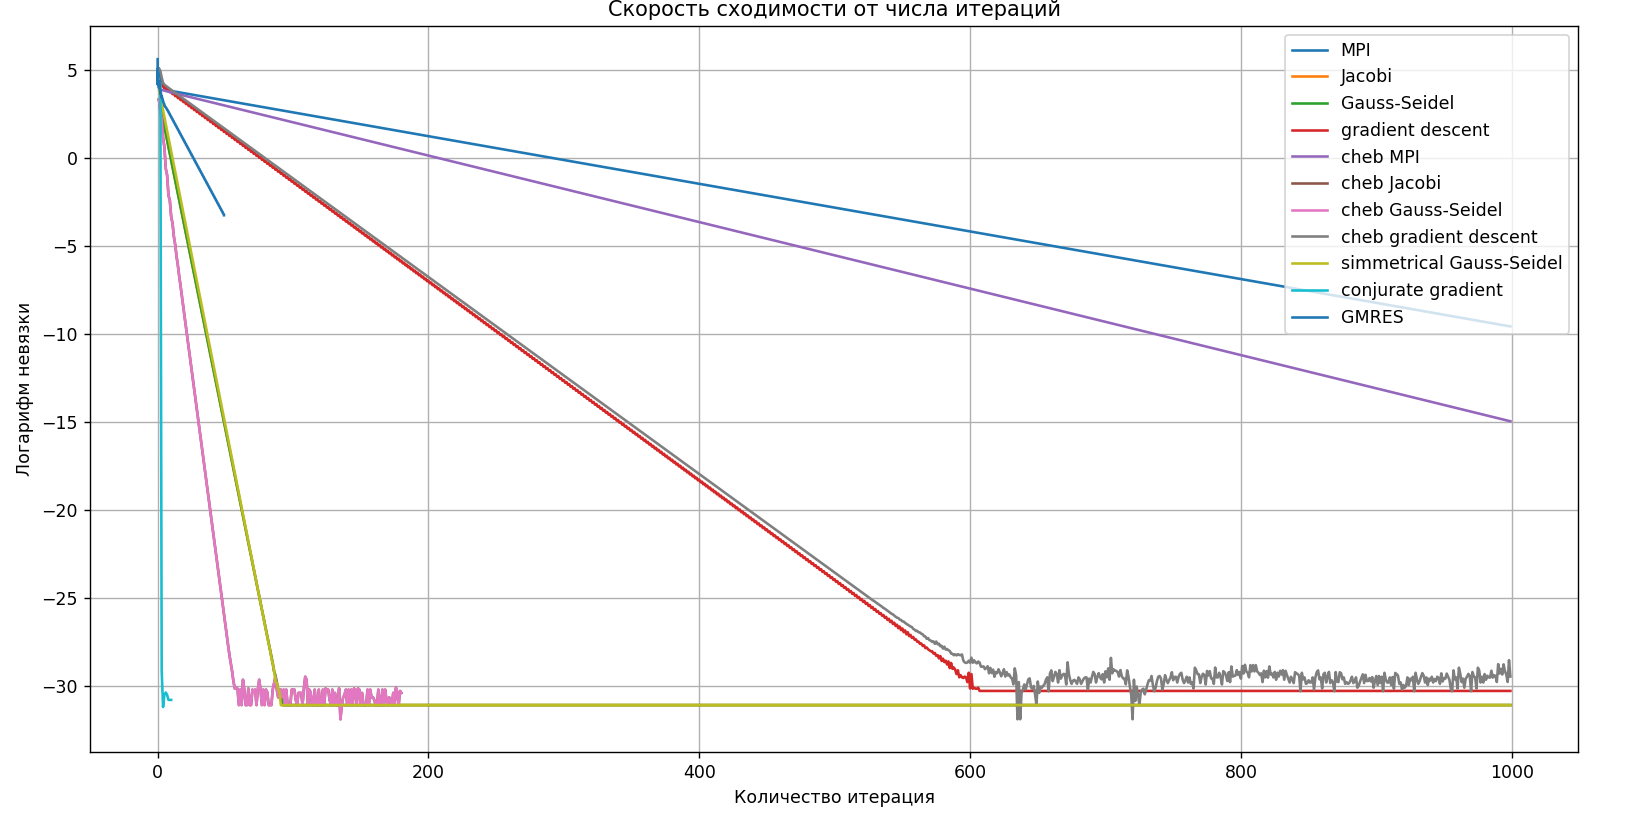 Скорость сходимости от числа итераций
Логарифм невязки
5
0
−5
−10
−15
−20
−25
−30
MPI
Jacobi
Gauss-Seidel
gradient descent
cheb MPI
cheb Jacobi
cheb Gauss-Seidel
cheb gradient descent
simmetrical Gauss-Seidel
conjurate gradient
GMRES
0 200 400 600 800 1000
Количество итерация